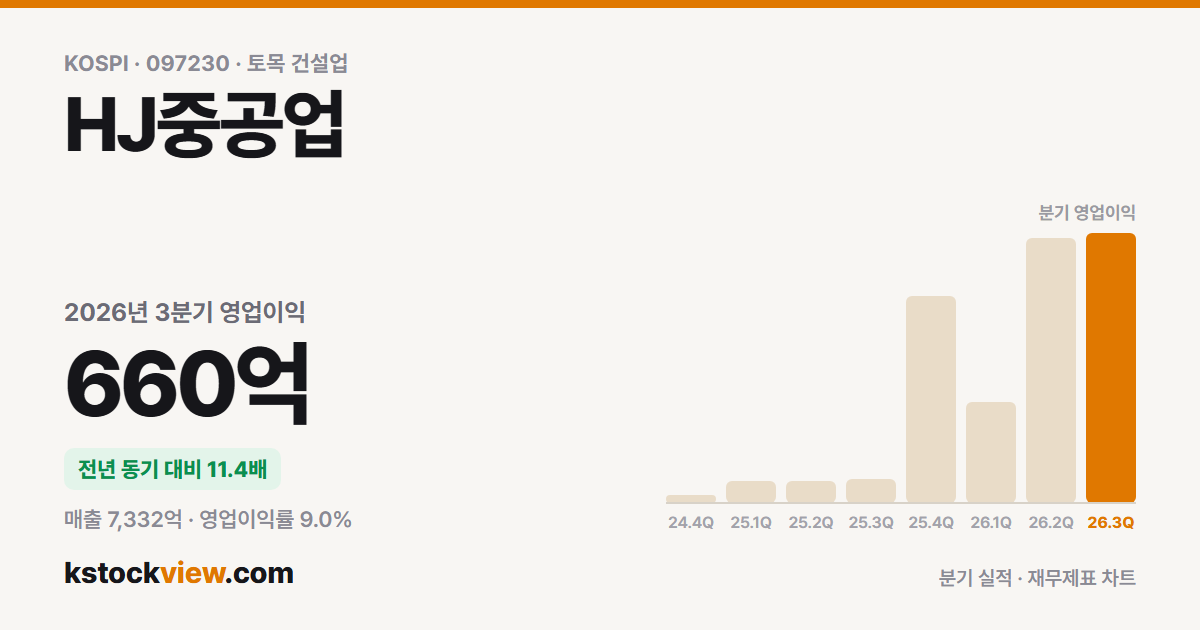 KOSPI · 097230 · 토목 건설업
HJ중공업
2026년 3분기 영업이익
660억
전년 동기 대비 11.4배
매출 7,332억 · 영업이익률 9.0%
kstockview.com
분기 영업이익
24.4Q 25.1Q 25.2Q 25.3Q 25.4Q 26.1Q 26.2Q 26.3Q
분기 실적 · 재무제표 차트